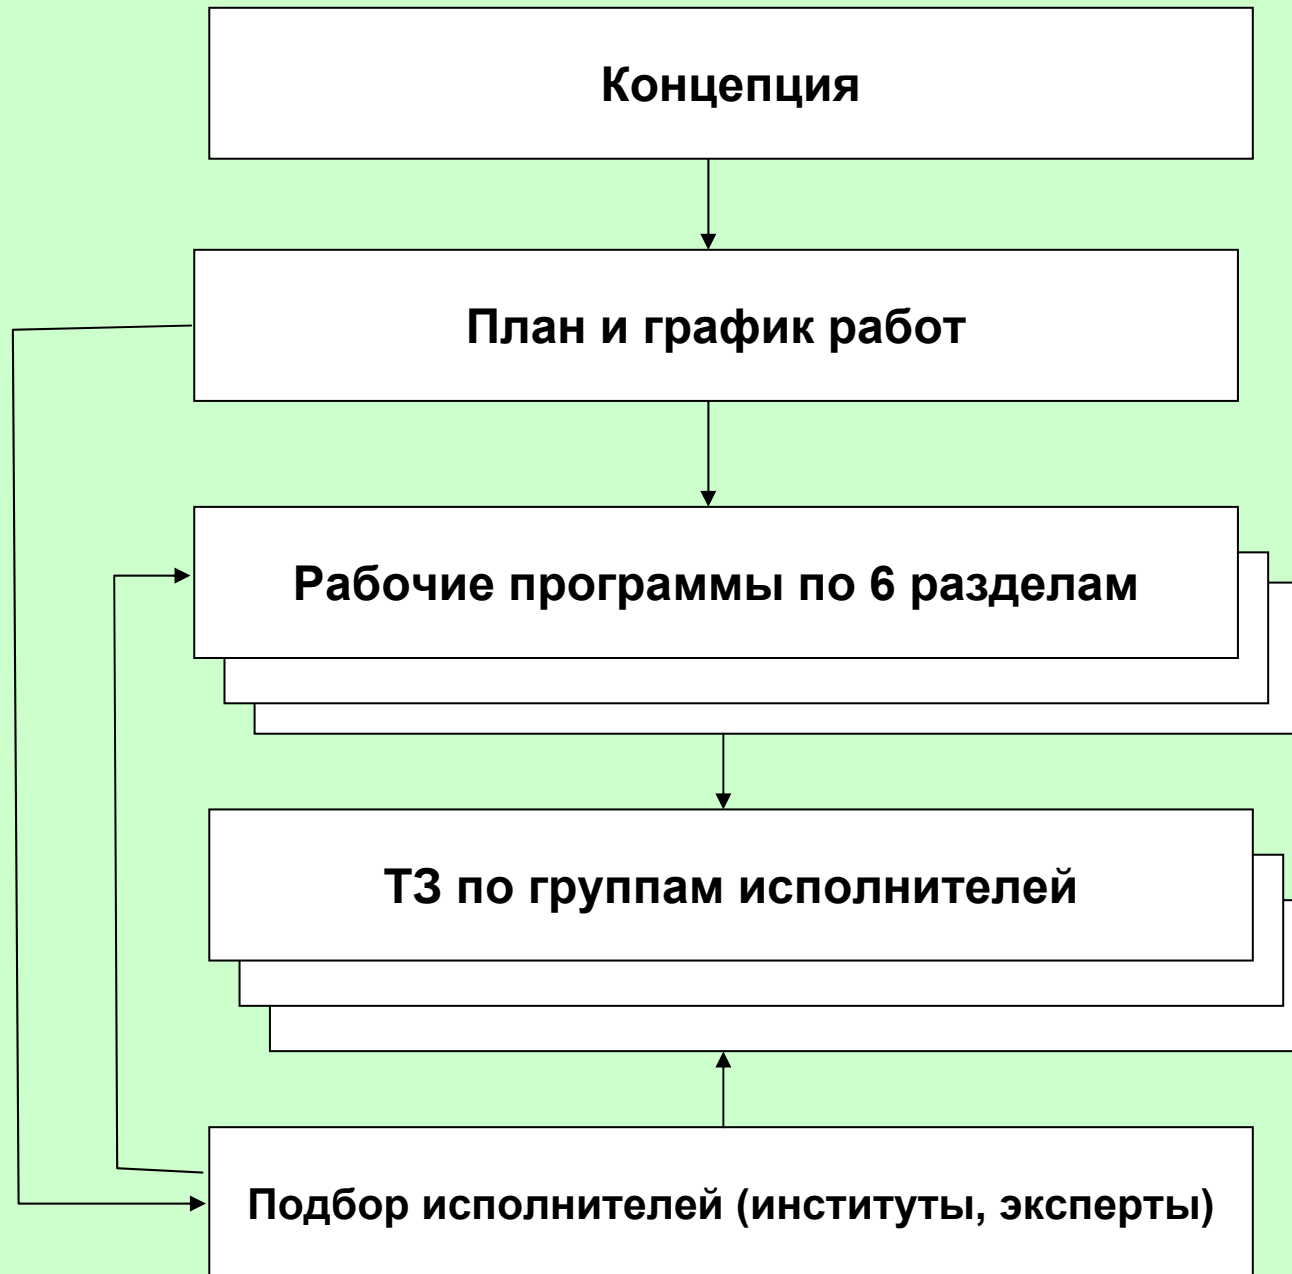 Концепция
План и график работ
Рабочие программы по 6 разделам
ТЗ по группам исполнителей
Подбор исполнителей (институты, эксперты)